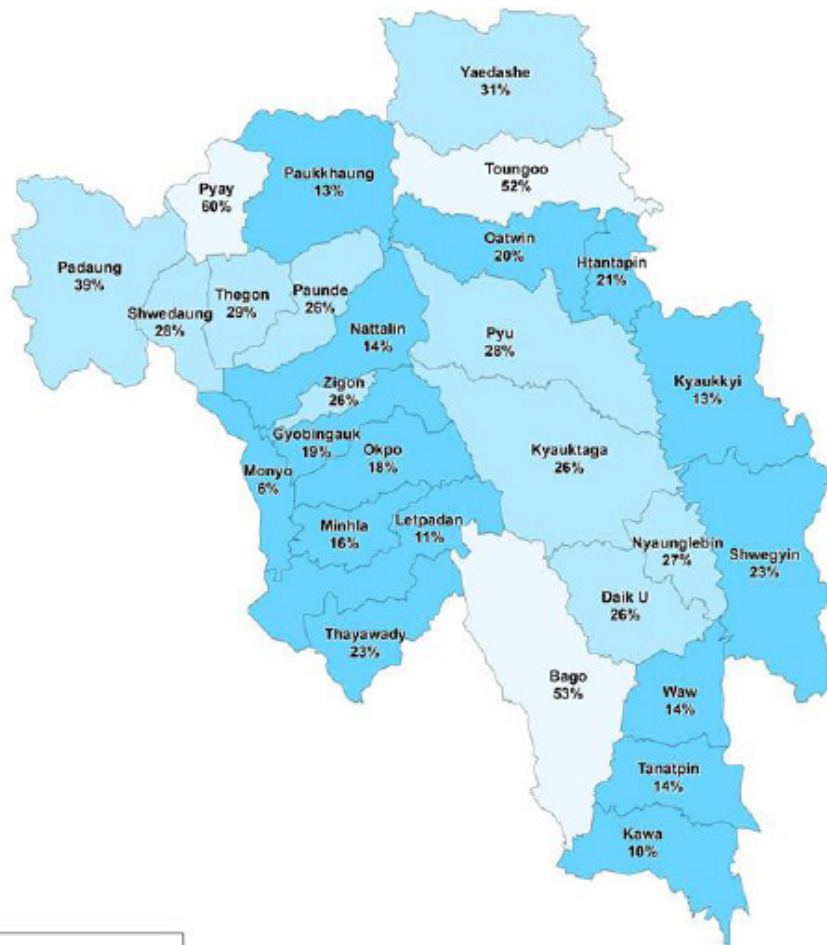 Yaedashe
31%
Toungoo
52%
Paukkhaung
13%
Pyay
60%
Oatwin
20%
Htantapin
21%
Padaung
39%
Shwedaung
28%
Thegon
29%
Paunde
26%
Nattalin
14%
Pyu
28%
Kyaukkyi
13%
Zigon
26%
Gyobingauk
19%
Okpo
18%
Monyo
6%
Kyauktaga
26%
Minhla
16%
Letpadan
11%
Nyaunglebin
27%
Shwegyin
23%
Daik U
26%
Thayawady
23%
Bago
53%
Waw
14%
Tanatpin
14%
Kawa
10%